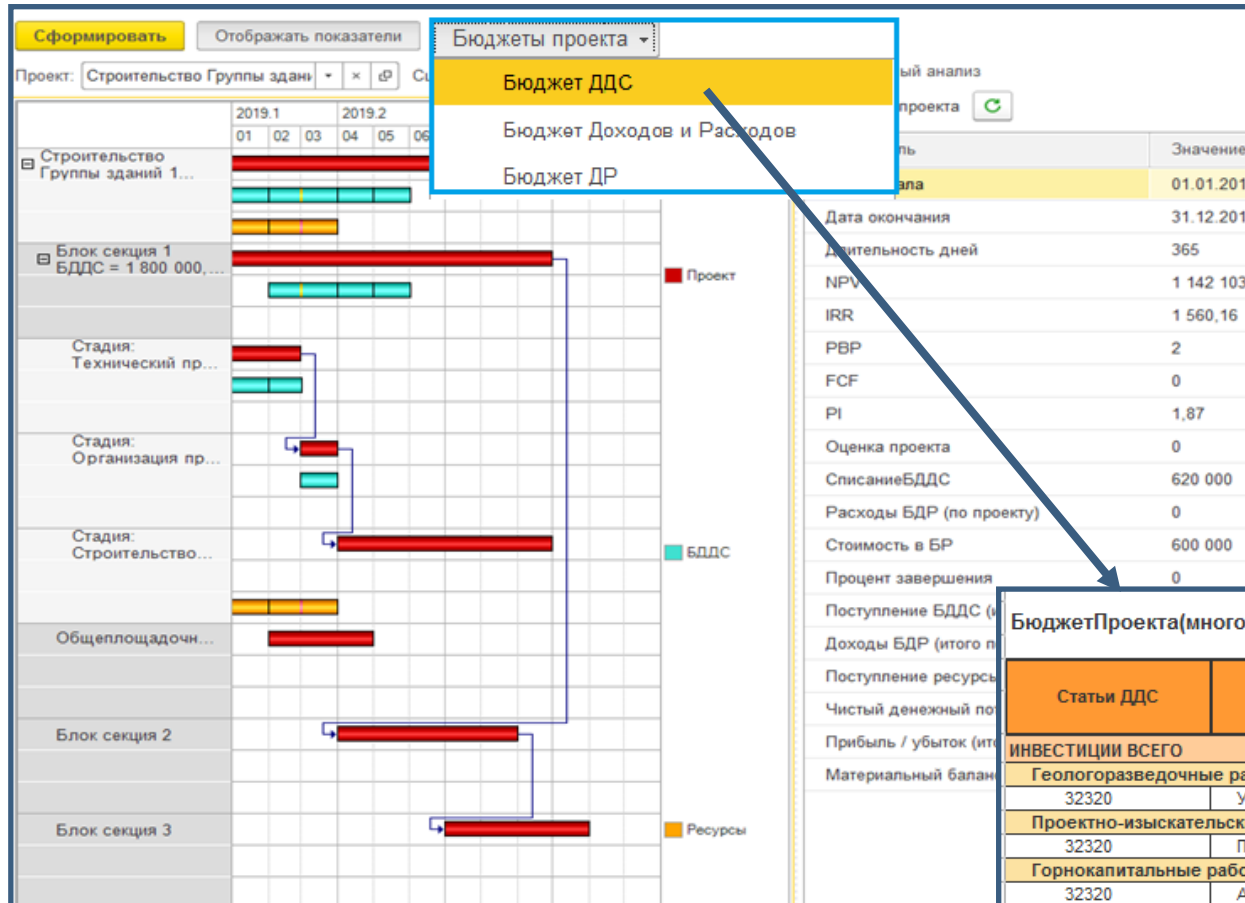 Сформировать Отображать показатели Бюджеты проекта
Проект: Строительство Группы здани
Бюджет ДДС
Бюджет Доходов и Расходов
Бюджет ДР
ый анализ
проекта
2019.1 2019.2
01 02 03 04 05 06
Значение
01.01.201
Строительство
Группы зданий 1...
Блок секция 1
БДДС = 1 800 000,...
Стадия:
Технический пр...
Стадия:
Организация пр...
Стадия:
Строительство...
Общеплощадочн...
Блок секция 2
Блок секция 3
Проект
БДДС
Ресурсы
Дата окончания 31.12.201
Длительность дней 365
NPV 1 142 103
IRR 1 560,16
PBP 2
FCF 0
PI 1,87
Оценка проекта 0
СписаниеБДДС 620 000
Расходы БДР (по проекту) 0
Стоимость в БР 600 000
Процент завершения 0
Поступление БДДС (и
Доходы БДР (итого п
Поступление ресурсы
Чистый денежный по
Прибыль / убыток (ито
Материальный балан
БюджетПроекта(много
Статьи ДДС
ИНВЕСТИЦИИ ВСЕГО
Геологоразведочные ра
32320 У
Проектно-изыскательск
32320 П
Горнокапитальные рабо
32320 А